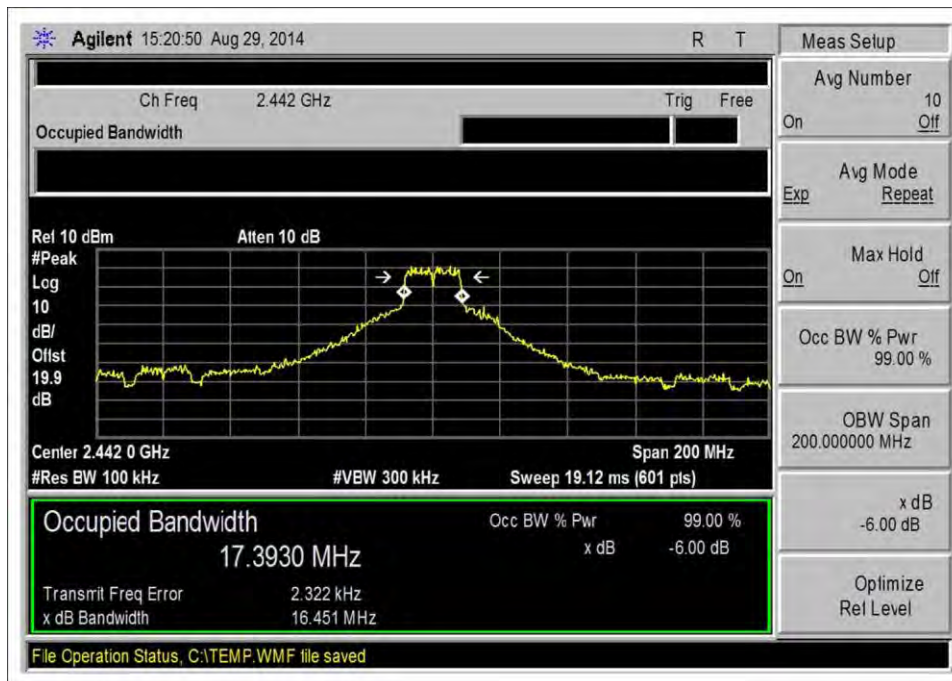 Agilent 15:20:50 Aug 29, 2014 R T
Ch Freq 2.442 GHz Trig Free
Occupied Bandwidth
Ref 10 dBm Atten 10 dB
#Peak
Log
10
dB/
Offst
19.9
dB
Center 2.442 0 GHz Span 200 MHz
#Res BW 100 kHz #VBW 300 kHz Sweep 19.12 ms (601 pts)
Occupied Bandwidth Occ BW % Pwr 99.00 %
17.3930 MHz x dB -6.00 dB
Transmit Freq Error 2.322 kHz
x dB Bandwidth 16.451 MHz
File Operation Status, C:\TEMP.WMF file saved
Meas Setup
Avg Number
10
On Off
Avg Mode
Exp Repeat
Max Hold
On Off
Occ BW % Pwr
99.00 %
OBW Span
200.000000 MHz
x dB
-6.00 dB
Optimize
Ref Level